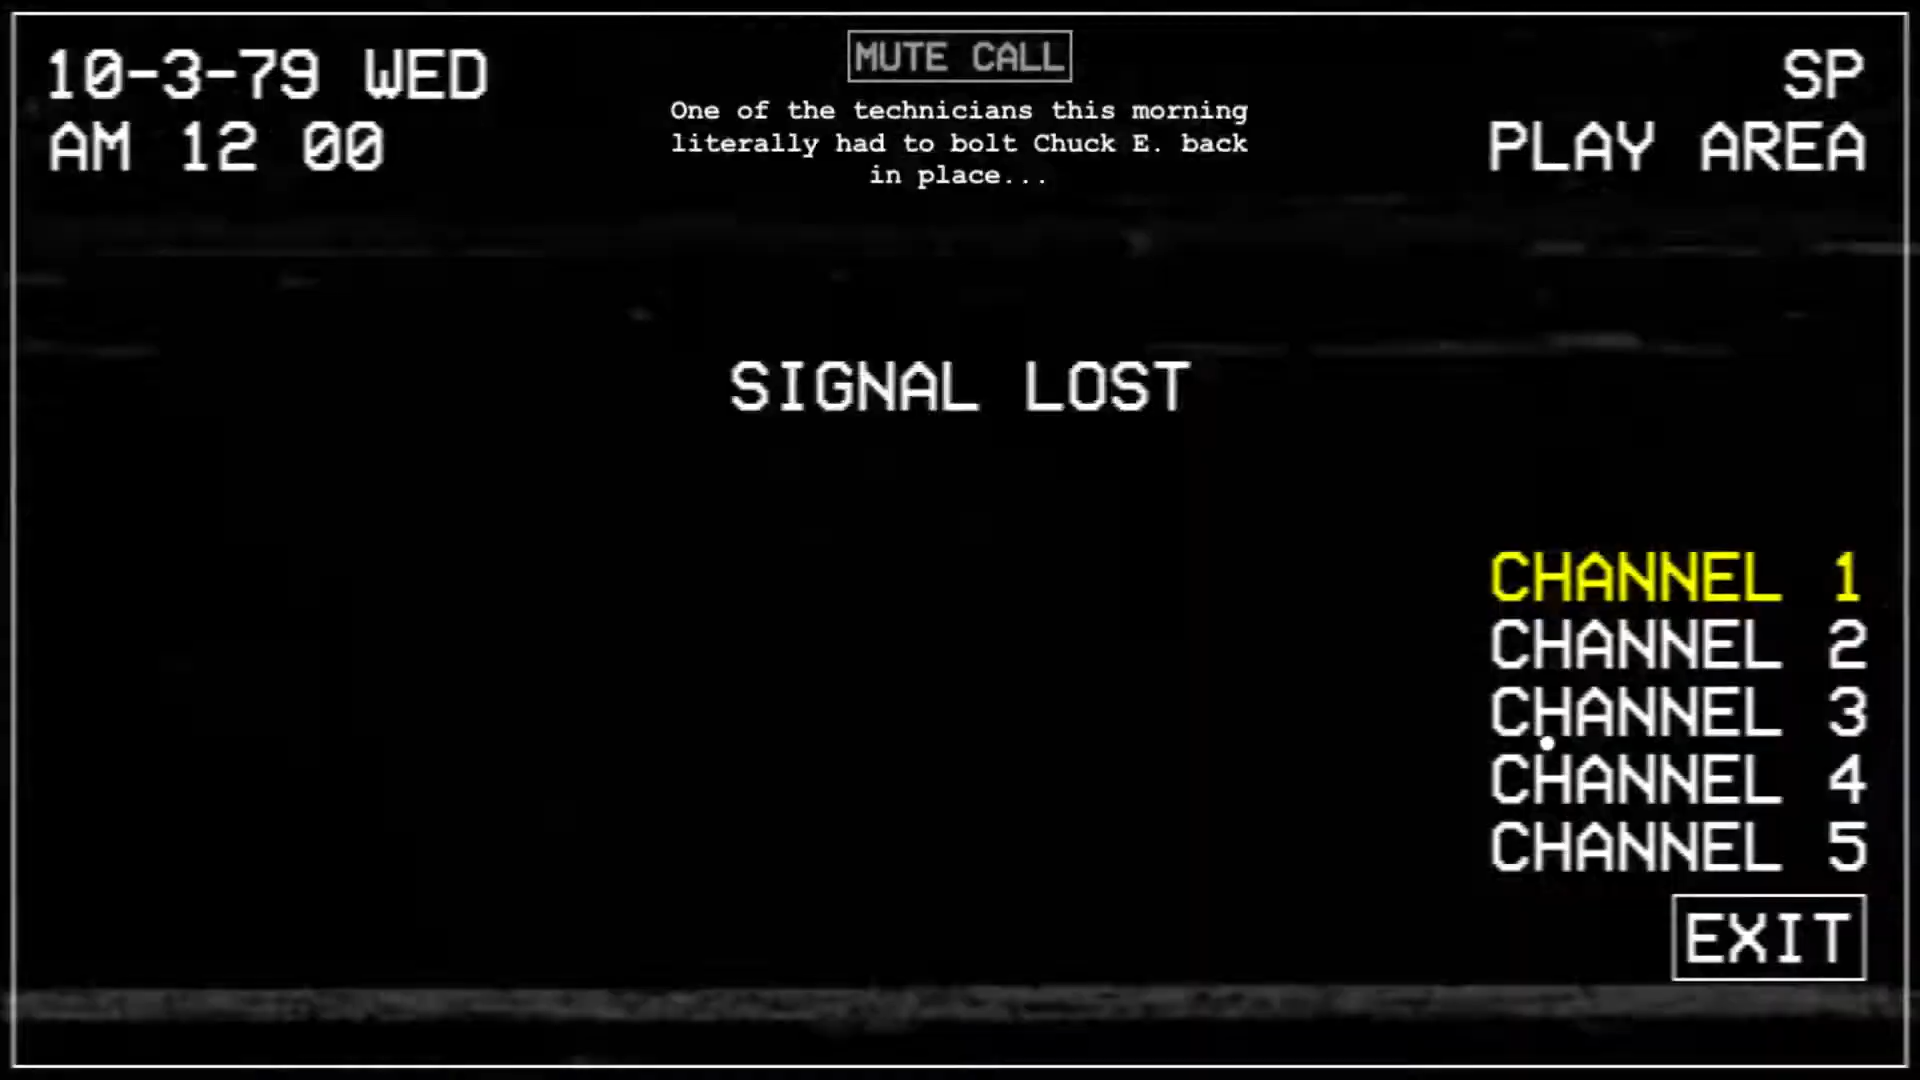 10-3-79 WED
AM 12 00
MUTE CALL
One of the technicians this morning
literally had to bolt Chuck E. back
in place...
SP
PLAY AREA
SIGNAL LOST
CHANNEL 1
CHANNEL 2
CHANNEL 3
CHANNEL 4
CHANNEL 5
EXIT